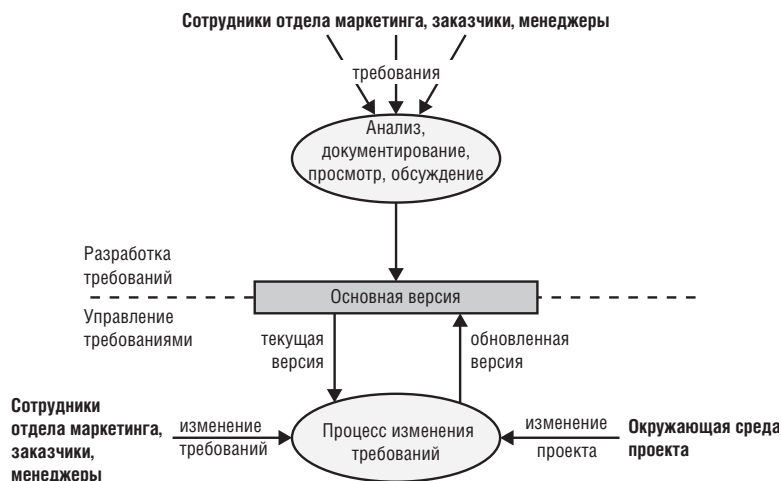 Сотрудники отдела маркетинга, заказчики, менеджеры
требования
Анализ,
документирование,
просмотр, обсуждение
Разработка
требований
Основная версия
Управление
требованиями
текущая
версия
обновленная
версия
Сотрудники
отдела маркетинга,
заказчики,
менеджеры
изменение
требований
Процесс изменения
требований
изменение
проекта
Окружающая среда
проекта